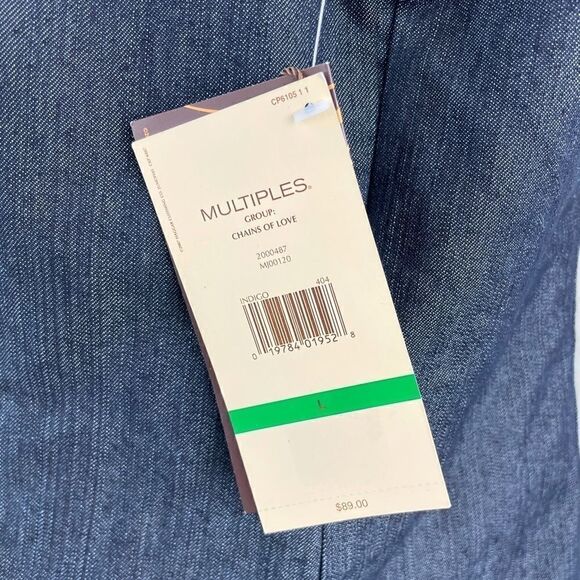 CP6105 1 1
MULTIPLES®
GROUP:
CHAINS OF LOVE
2000487
MJ00120
INDIGO 404
0 19784 01952 8
L
$89.00